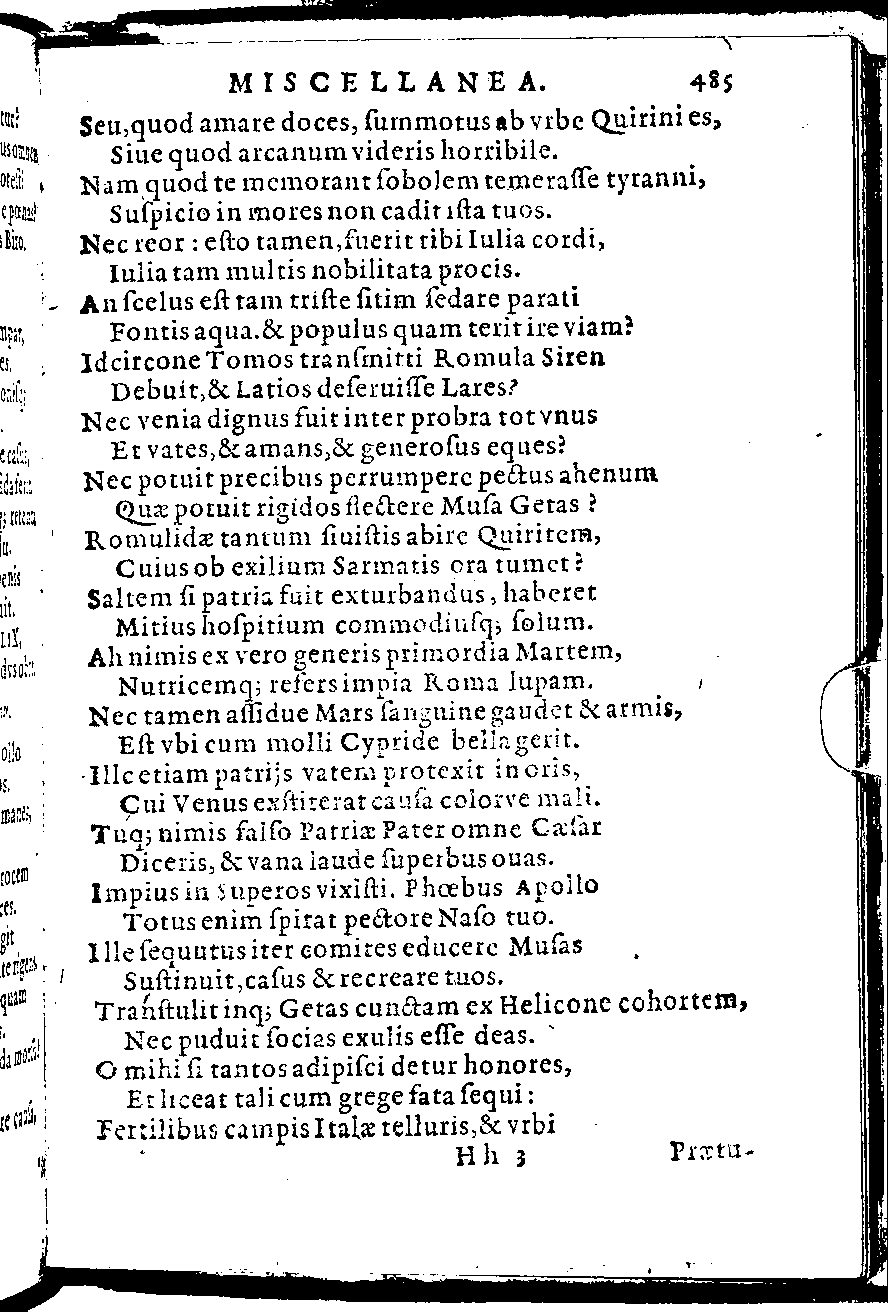 MISCELLANEA. 485
Seu, quod amare doces, ſummotus ab vrbe Quirini es,
Siue quod arcanum videris horribile.
Nam quod te memorant ſobolem temeraſſe tyranni,
Suſpicio in mores non cadit iſta tuos.
Nec reor : eſto tamen, fuerit tibi Iulia cordi,
Iulia tam multis nobilitata procis.
An ſcelus eſt tam triſte ſitim ſedare parati
Fontis aqua. & populus quam terit ire viam?
Idcircone Tomos tranſmitti Romula Siren
Debuit, & Latios deſeruiſſe Lares?
Nec venia dignus fuit inter probra tot vnus
Et vates, & amans, & generoſus eques?
Nec potuit precibus perrumpere pectus ahenum
Quæ potuit rigidos flectere Muſa Getas ?
Romulidæ tantum ſiuiſtis abire Quiritem,
Cuius ob exilium Sarmatis ora tumet?
Saltem ſi patria fuit exturbandus, haberet
Mitius hoſpitium commodiuſq; ſolum.
Ah nimis ex vero generis primordia Martem,
Nutricemq; refers impia Roma lupam.
Nec tamen aſſidue Mars ſanguine gaudet & armis,
Eſt vbi cum molli Cypride bella gerit.
Ille etiam patrijs vatem protexit in oris,
Cui Venus exſtiterat cauſa colorve mali.
Tuq; nimis falſo Patriæ Pater omne Cæſar
Diceris, & vana laude ſuperbus ouas.
Impius in Superos vixiſti. Phœbus Apollo
Totus enim ſpirat pectore Naſo tuo.
Ille ſequutus iter comites educere Muſas
Suſtinuit, caſus & recreare tuos.
Tranſtulit inq; Getas cunctam ex Helicone cohortem,
Nec puduit ſocias exulis eſſe deas.
O mihi ſi tantos adipiſci detur honores,
Et liceat tali cum grege fata ſequi:
Fertilibus campis Italæ telluris, & vrbi
Hh 3 Prætu-